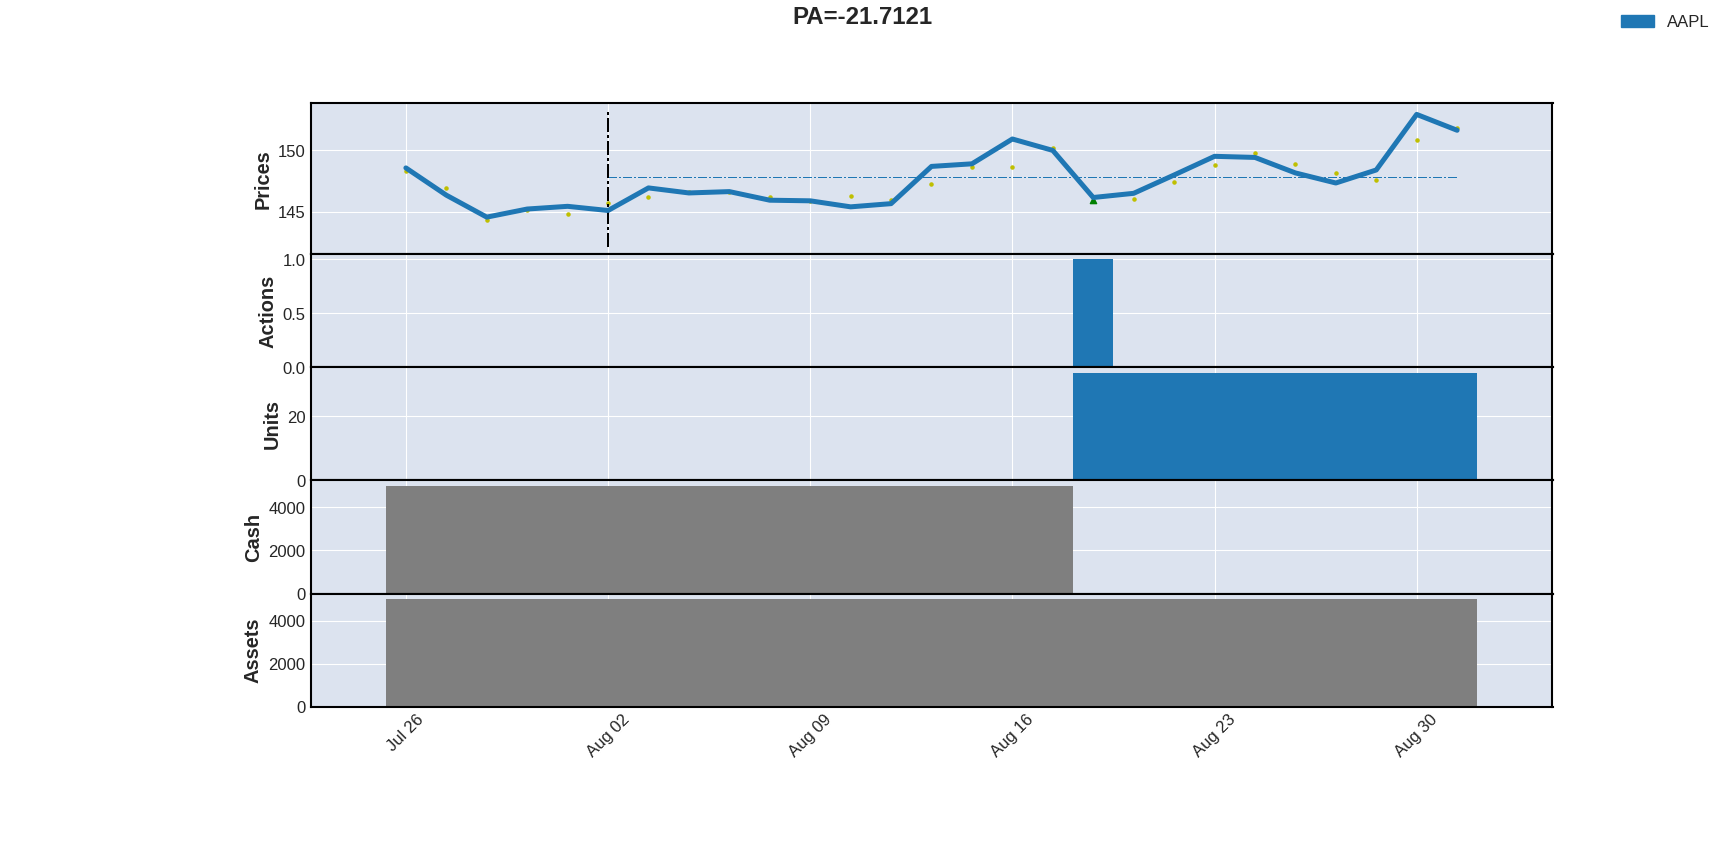 PA=-21.7121
AAPL
Prices
150
145
Actions
1.0
0.5
0.0
Units
20
0
Cash
4000
2000
0
Assets
4000
2000
0
Jul 26
Aug 02
Aug 09
Aug 16
Aug 23
Aug 30